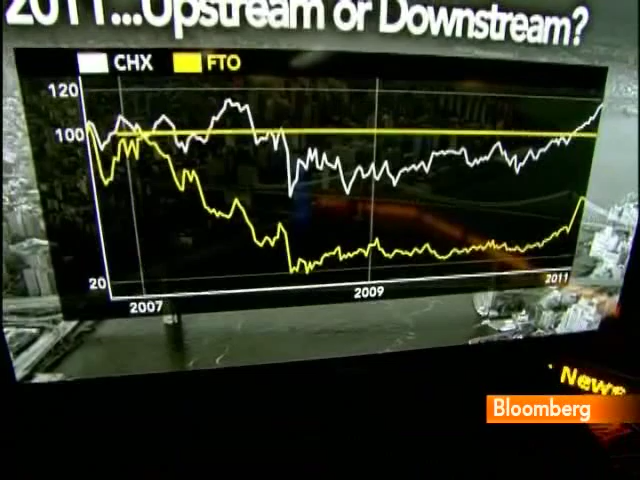 2011...Upstream or Downstream?
CHX FTO
120
100
20
2007 2009 2011
News
Bloomberg